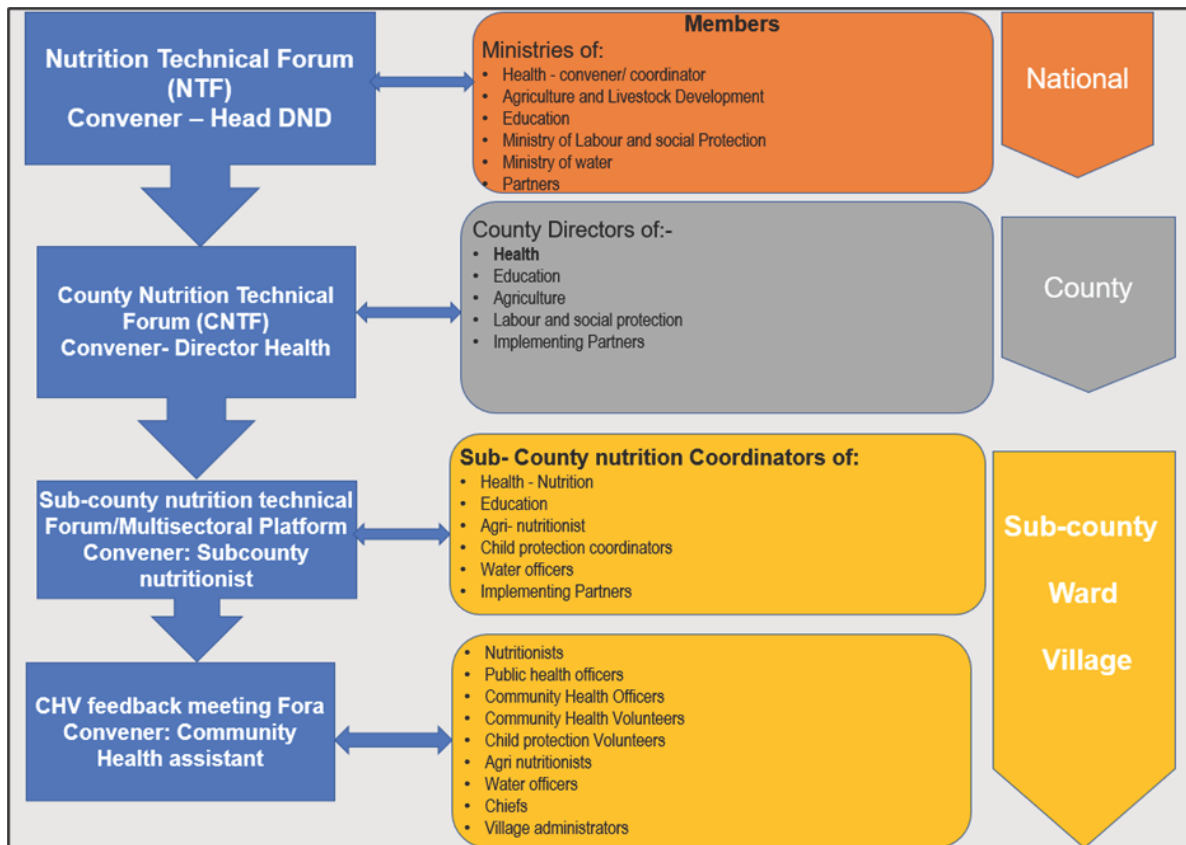 Nutrition Technical Forum
(NTF)
Convener – Head DND
Members
Ministries of:
• Health - convener/ coordinator
• Agriculture and Livestock Development
• Education
• Ministry of Labour and social Protection
• Ministry of water
• Partners
National
County Nutrition Technical
Forum (CNTF)
Convener- Director Health
County Directors of:-
• Health
• Education
• Agriculture
• Labour and social protection
• Implementing Partners
County
Sub-county nutrition technical
Forum/Multisectoral Platform
Convener: Subcounty
nutritionist
Sub- County nutrition Coordinators of:
• Health - Nutrition
• Education
• Agri- nutritionist
• Child protection coordinators
• Water officers
• Implementing Partners
Sub-county
Ward
Village
CHV feedback meeting Fora
Convener: Community
Health assistant
• Nutritionists
• Public health officers
• Community Health Officers
• Community Health Volunteers
• Child protection Volunteers
• Agri nutritionists
• Water officers
• Chiefs
• Village administrators